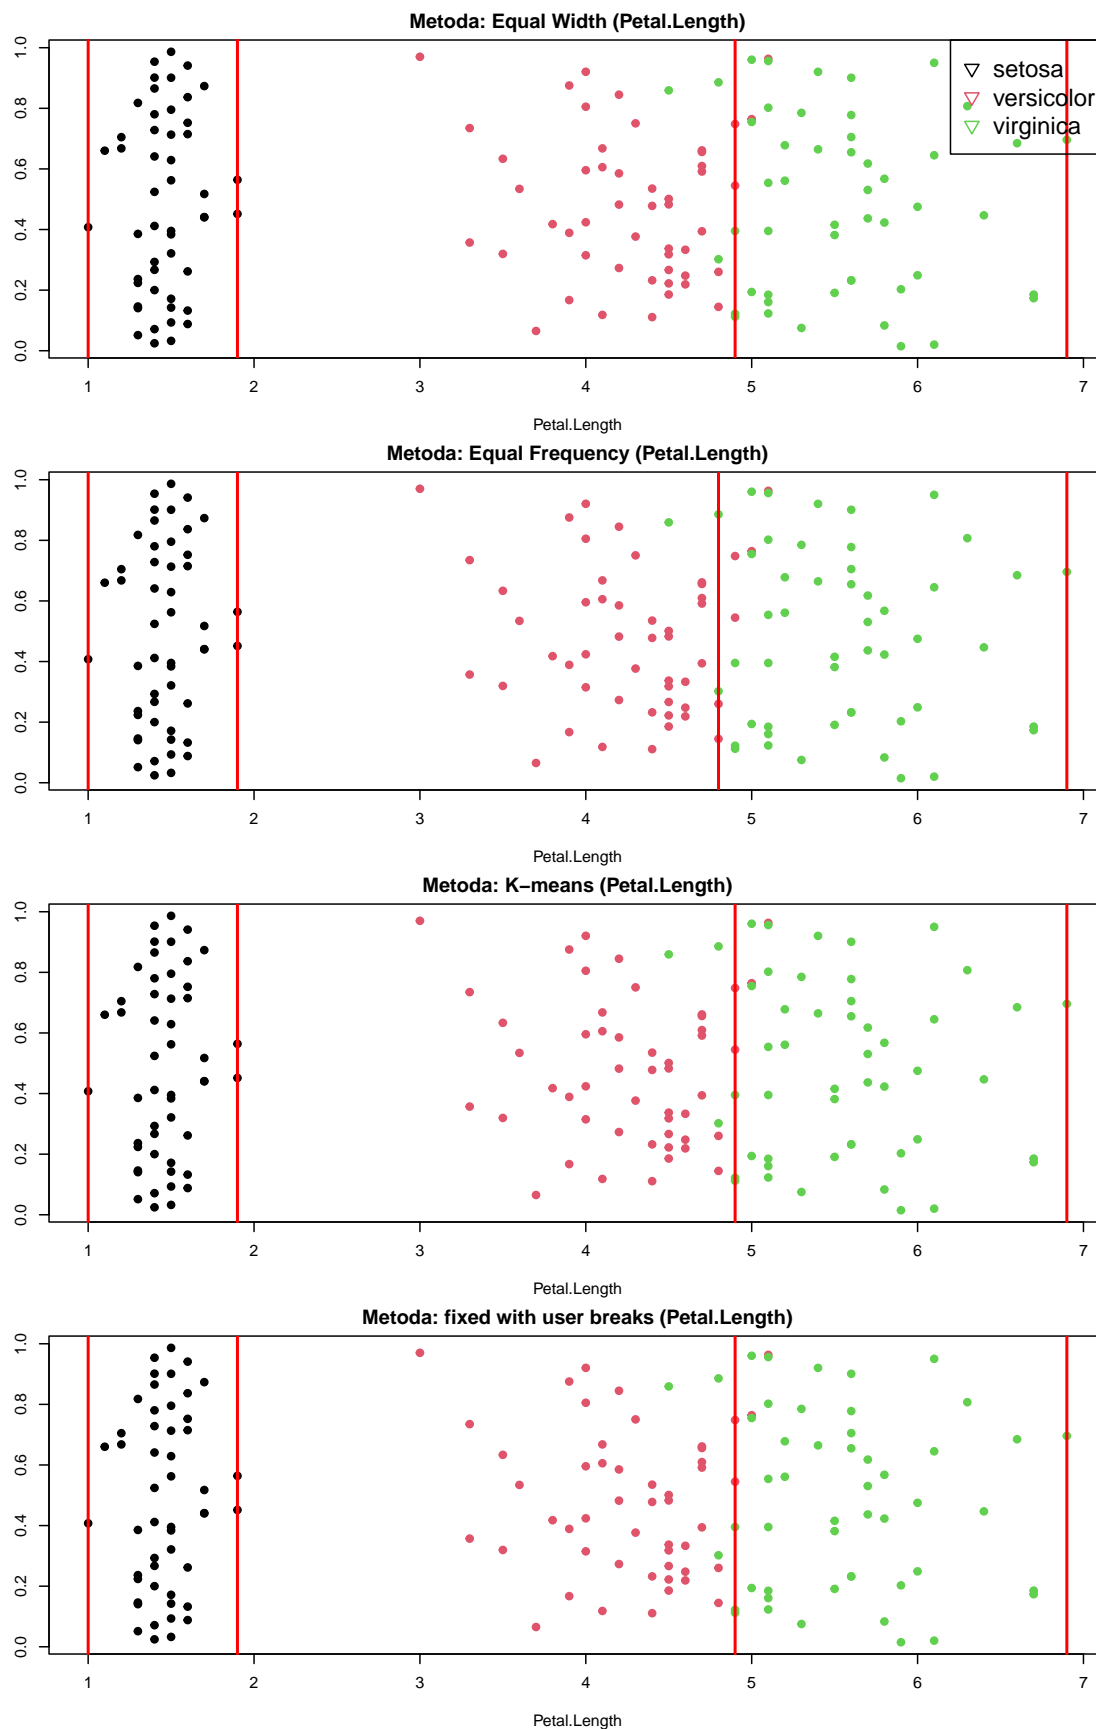 Metoda: Equal Width (Petal.Length)
1.0
0.8
0.6
0.4
0.2
0.0
setosa
versicolor
virginica
1 2 3 4 5 6 7
Petal.Length
Metoda: Equal Frequency (Petal.Length)
1.0
0.8
0.6
0.4
0.2
0.0
1 2 3 4 5 6 7
Petal.Length
Metoda: K−means (Petal.Length)
1.0
0.8
0.6
0.4
0.2
0.0
1 2 3 4 5 6 7
Petal.Length
Metoda: fixed with user breaks (Petal.Length)
1.0
0.8
0.6
0.4
0.2
0.0
1 2 3 4 5 6 7
Petal.Length